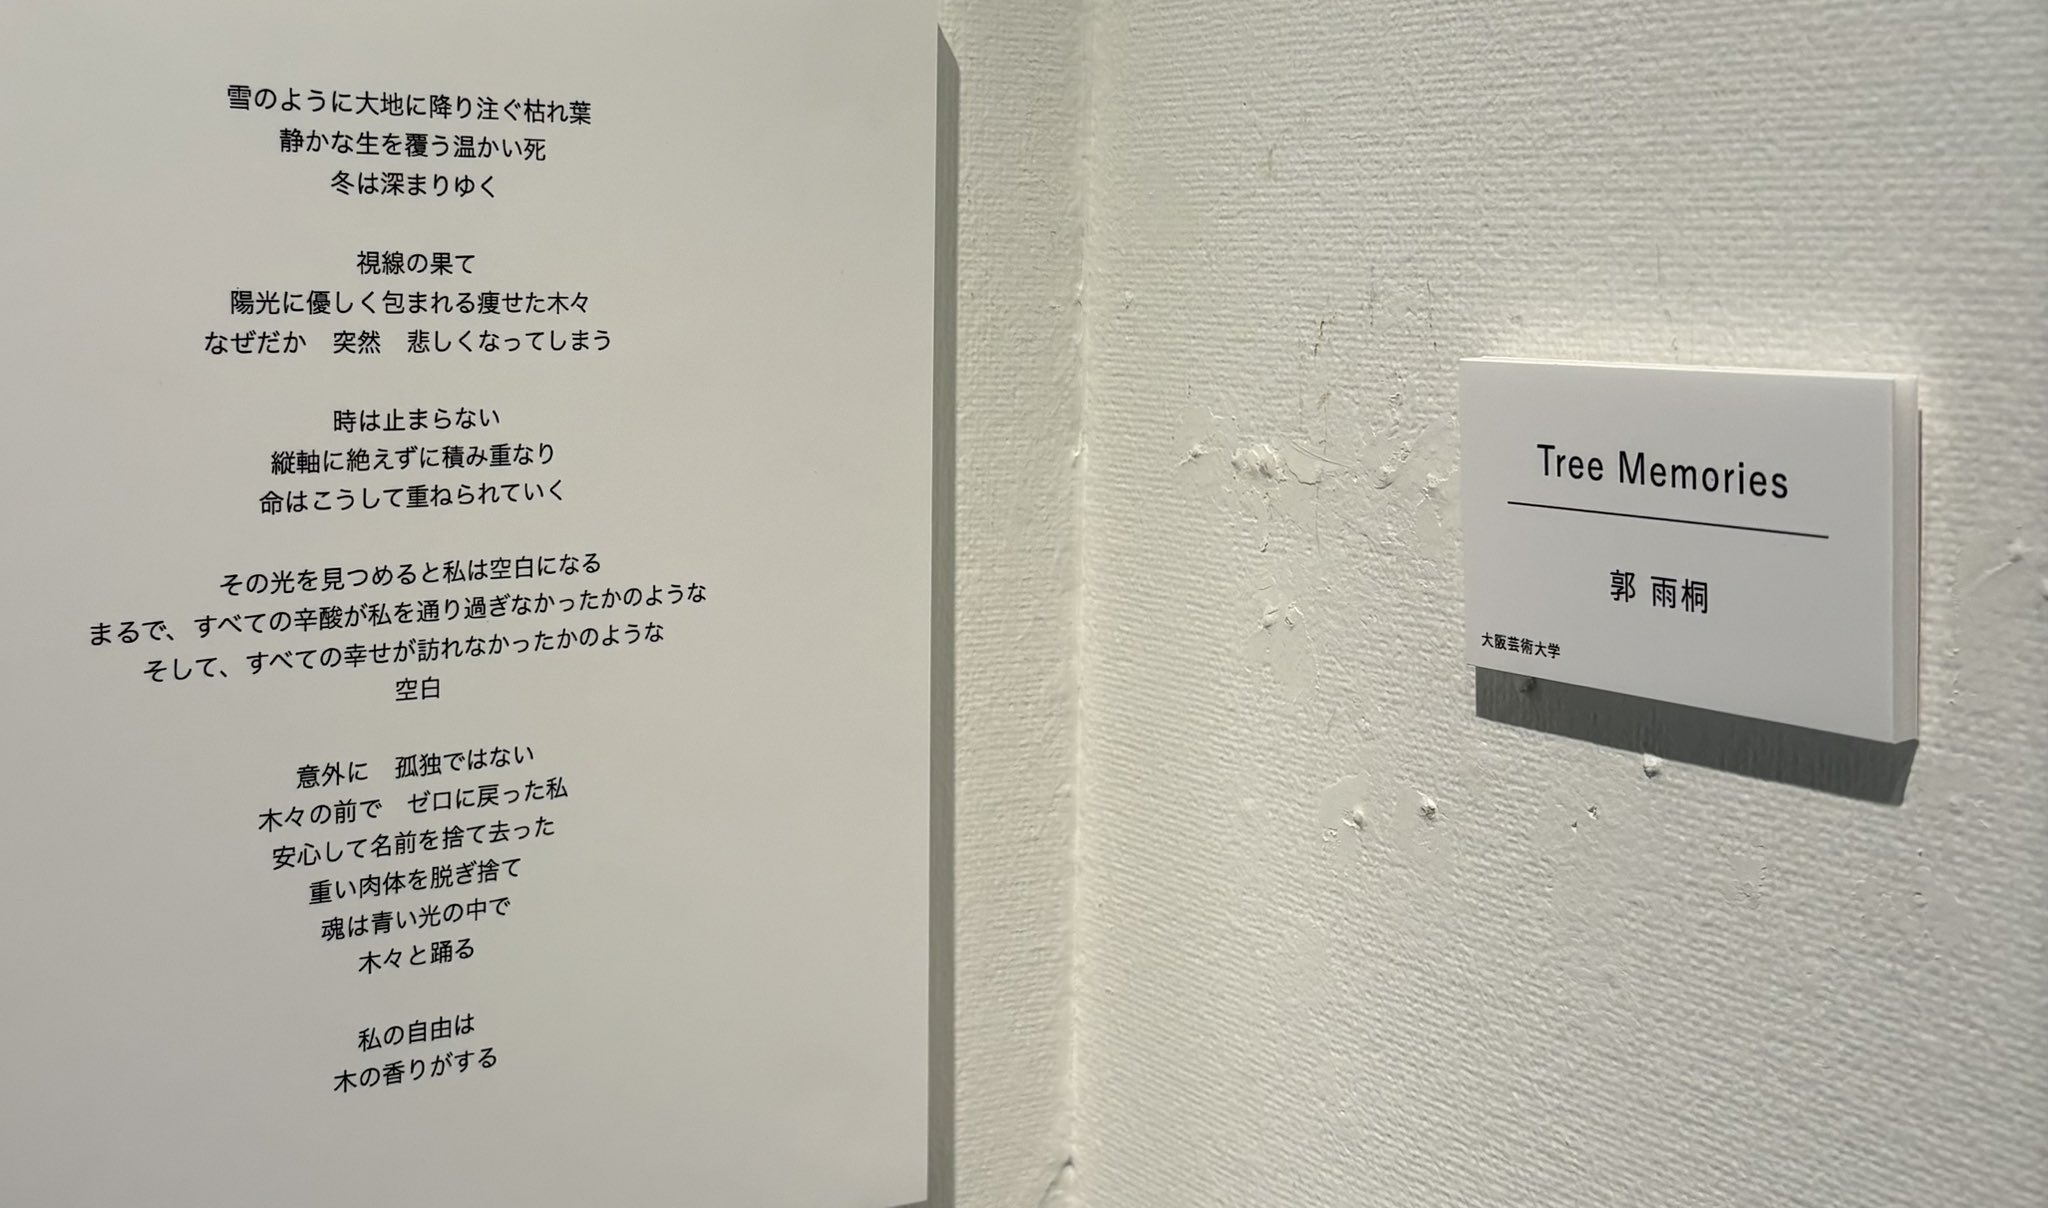 雪のように大地に降り注ぐ枯れ葉
静かな生を覆う温かい死
冬は深まりゆく
視線の果て
陽光に優しく包まれる痩せた木々
なぜだか　突然　悲しくなってしまう
時は止まらない
縦軸に絶えずに積み重なり
命はこうして重ねられていく
その光を見つめると私は空白になる
まるで、すべての辛酸が私を通り過ぎなかったかのような
そして、すべての幸せが訪れなかったかのような
空白
意外に　孤独ではない
木々の前で　ゼロに戻った私
安心して名前を捨て去った
重い肉体を脱ぎ捨て
魂は青い光の中で
木々と踊る
私の自由は
木の香りがする
Tree Memories
郭 雨桐
大阪芸術大学